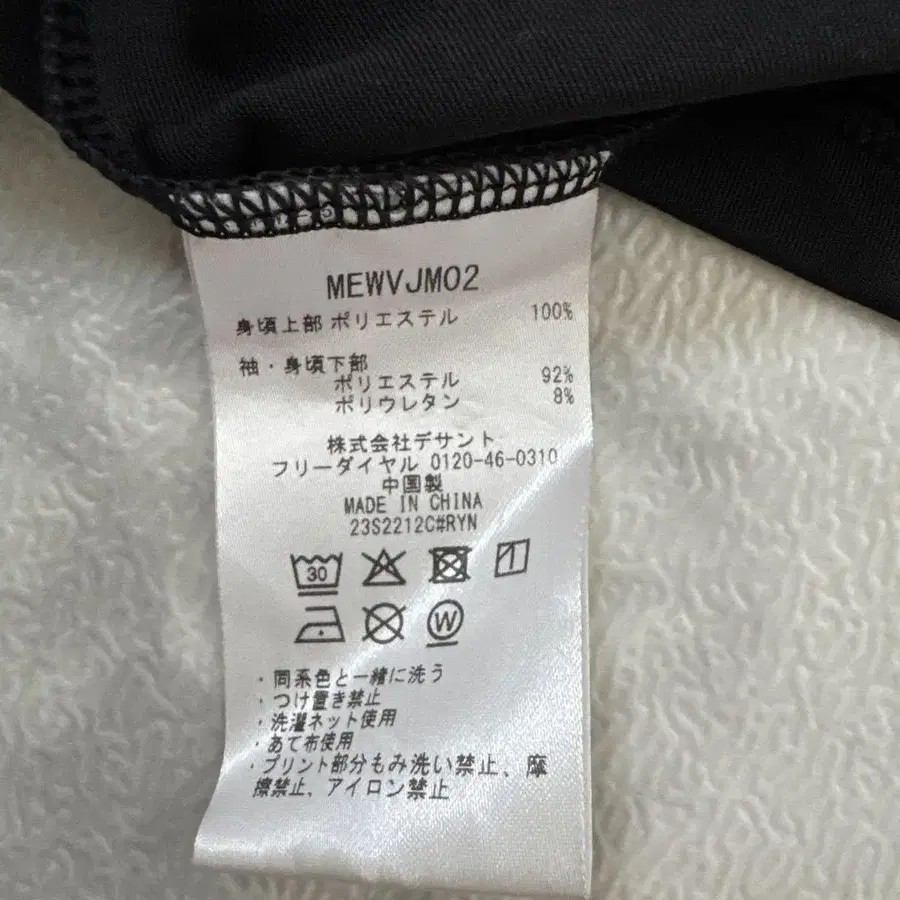 MEWVJM02
身頃上部 ポリエステル 100%
袖・身頃下部
ポリエステル 92%
ポリウレタン 8%
株式会社デサント
フリーダイヤル 0120-46-0310
中国製
MADE IN CHINA
23S2212C#RYN
30
W
・同系色と一緒に洗う
・つけ置き禁止
・洗濯ネット使用
・あて布使用
・プリント部分もみ洗い禁止、摩
擦禁止、アイロン禁止